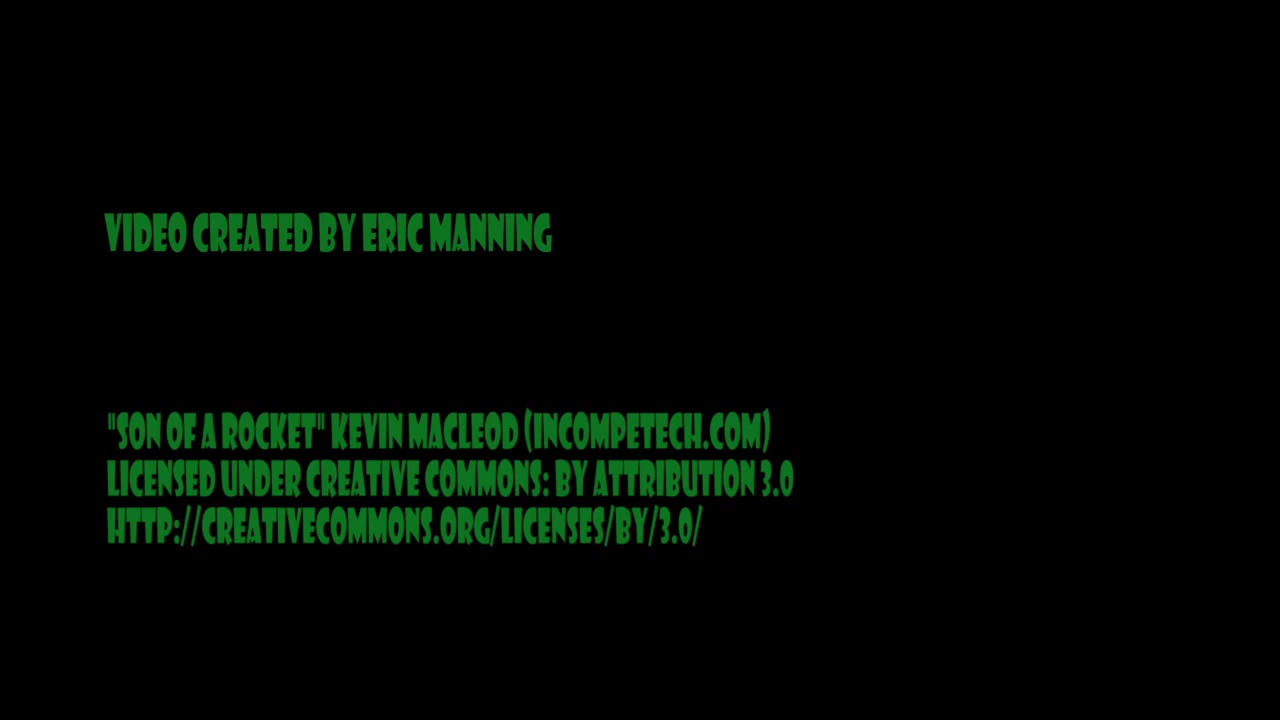 VIDEO CREATED BY ERIC MANNING
"SON OF A ROCKET" KEVIN MACLEOD (INCOMPETECH.COM)
LICENSED UNDER CREATIVE COMMONS: BY ATTRIBUTION 3.0
HTTP://CREATIVECOMMONS.ORG/LICENSES/BY/3.0/